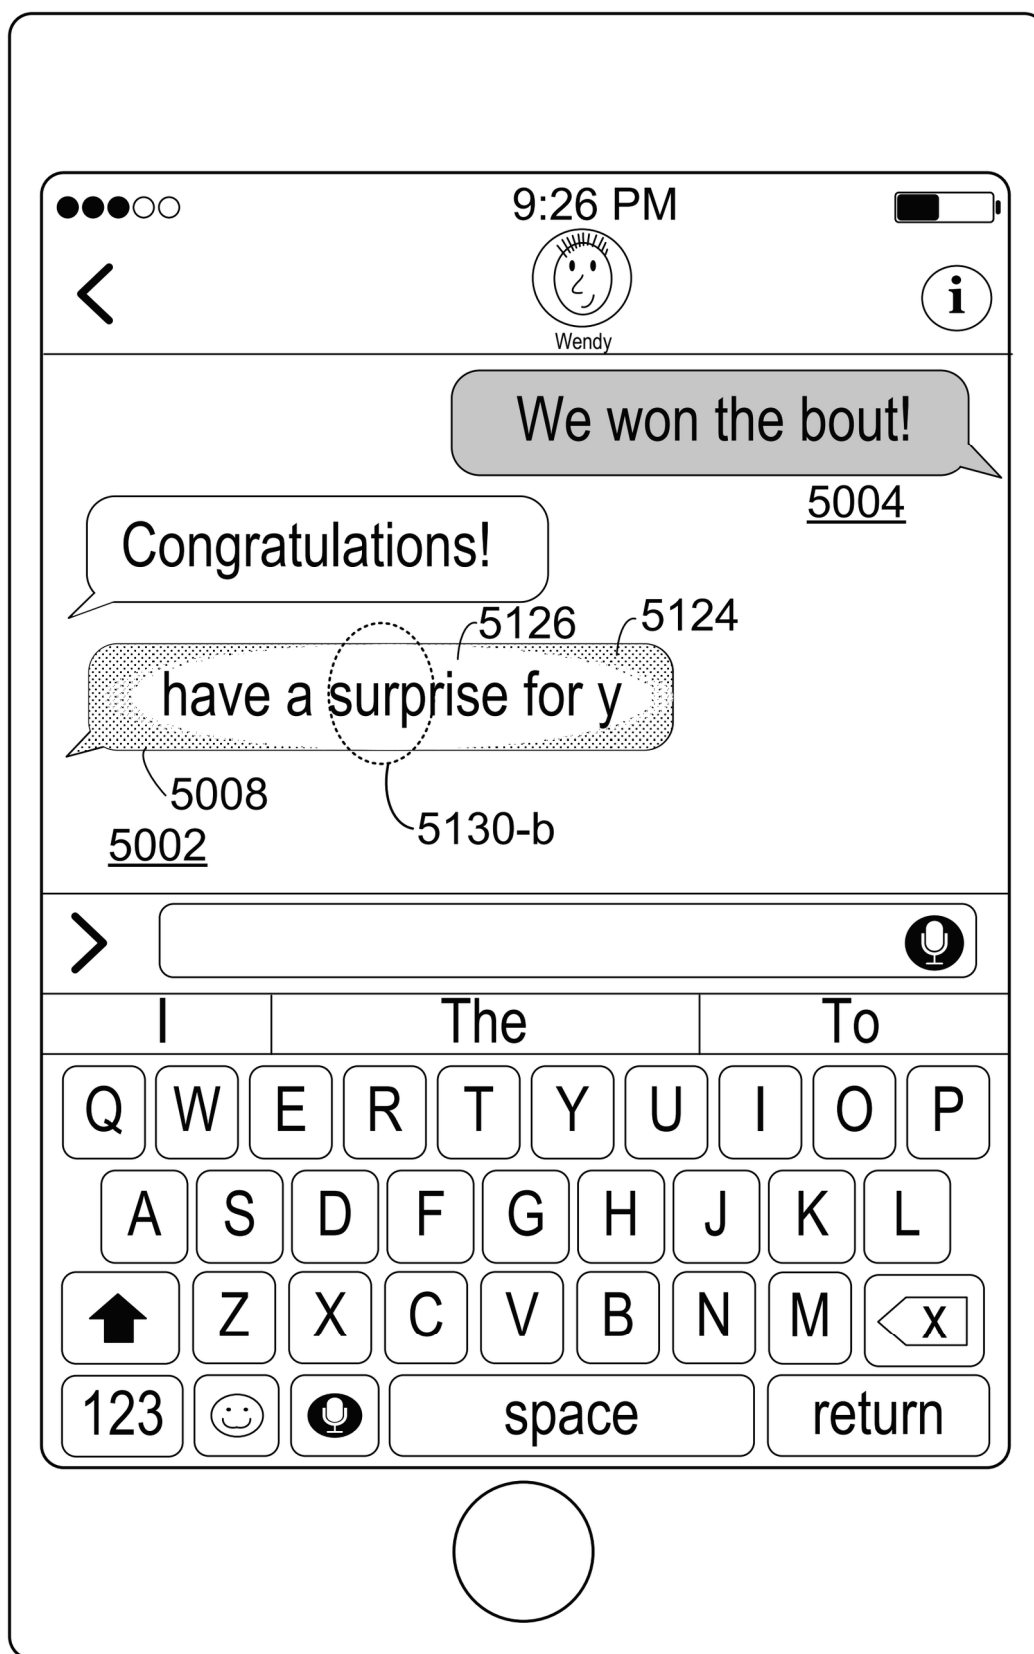 9:26 PM
i
Wendy
We won the bout!
5004
Congratulations!
5126
5124
have a surprise for y
5008
5130-b
5002
I The To
Q W E R T Y U I O P
A S D F G H J K L
Z X C V B N M X
123 space return